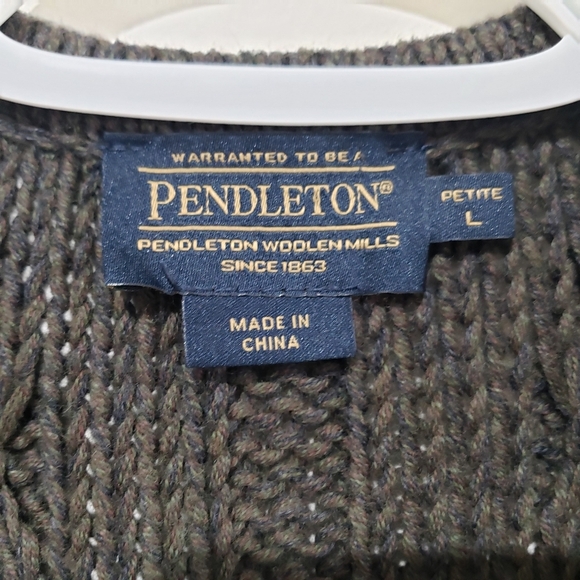 WARRANTED TO BE A
PENDLETON®
PENDLETON WOOLEN MILLS
SINCE 1863
PETITE
L
MADE IN
CHINA